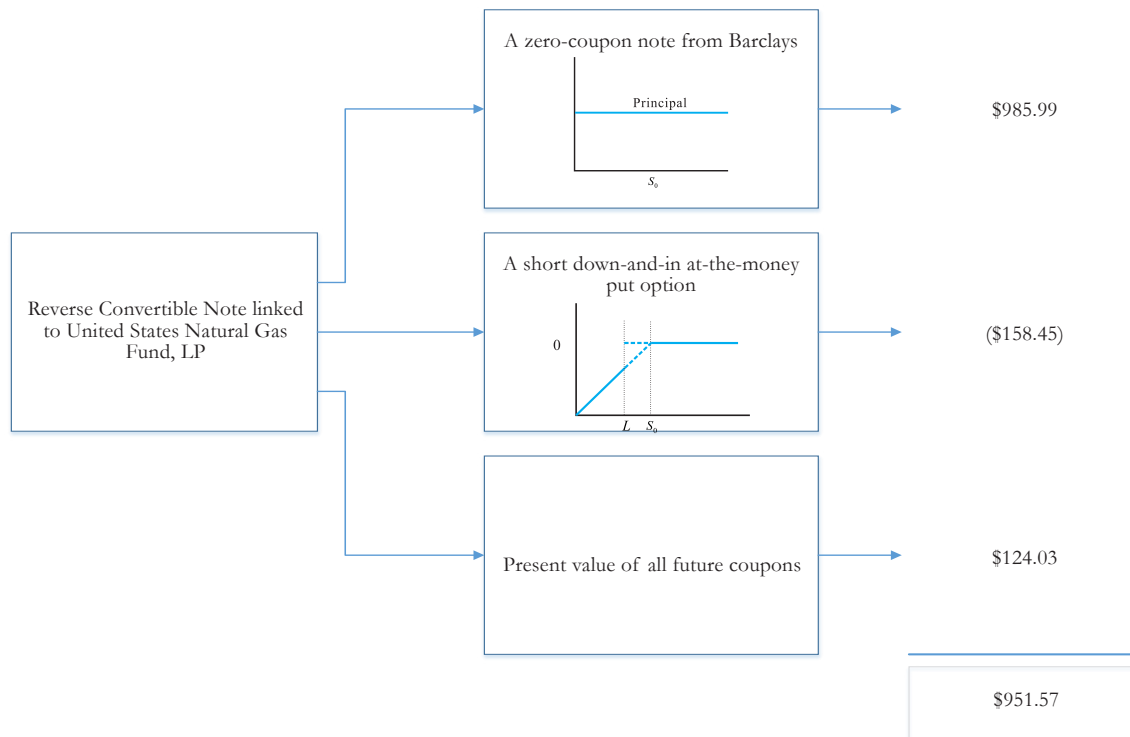 A zero-coupon note from Barclays
Principal
S₀
$985.99
Reverse Convertible Note linked
to United States Natural Gas
Fund, LP
A short down-and-in at-the-money
put option
0
L S₀
($158.45)
Present value of all future coupons
$124.03
$951.57